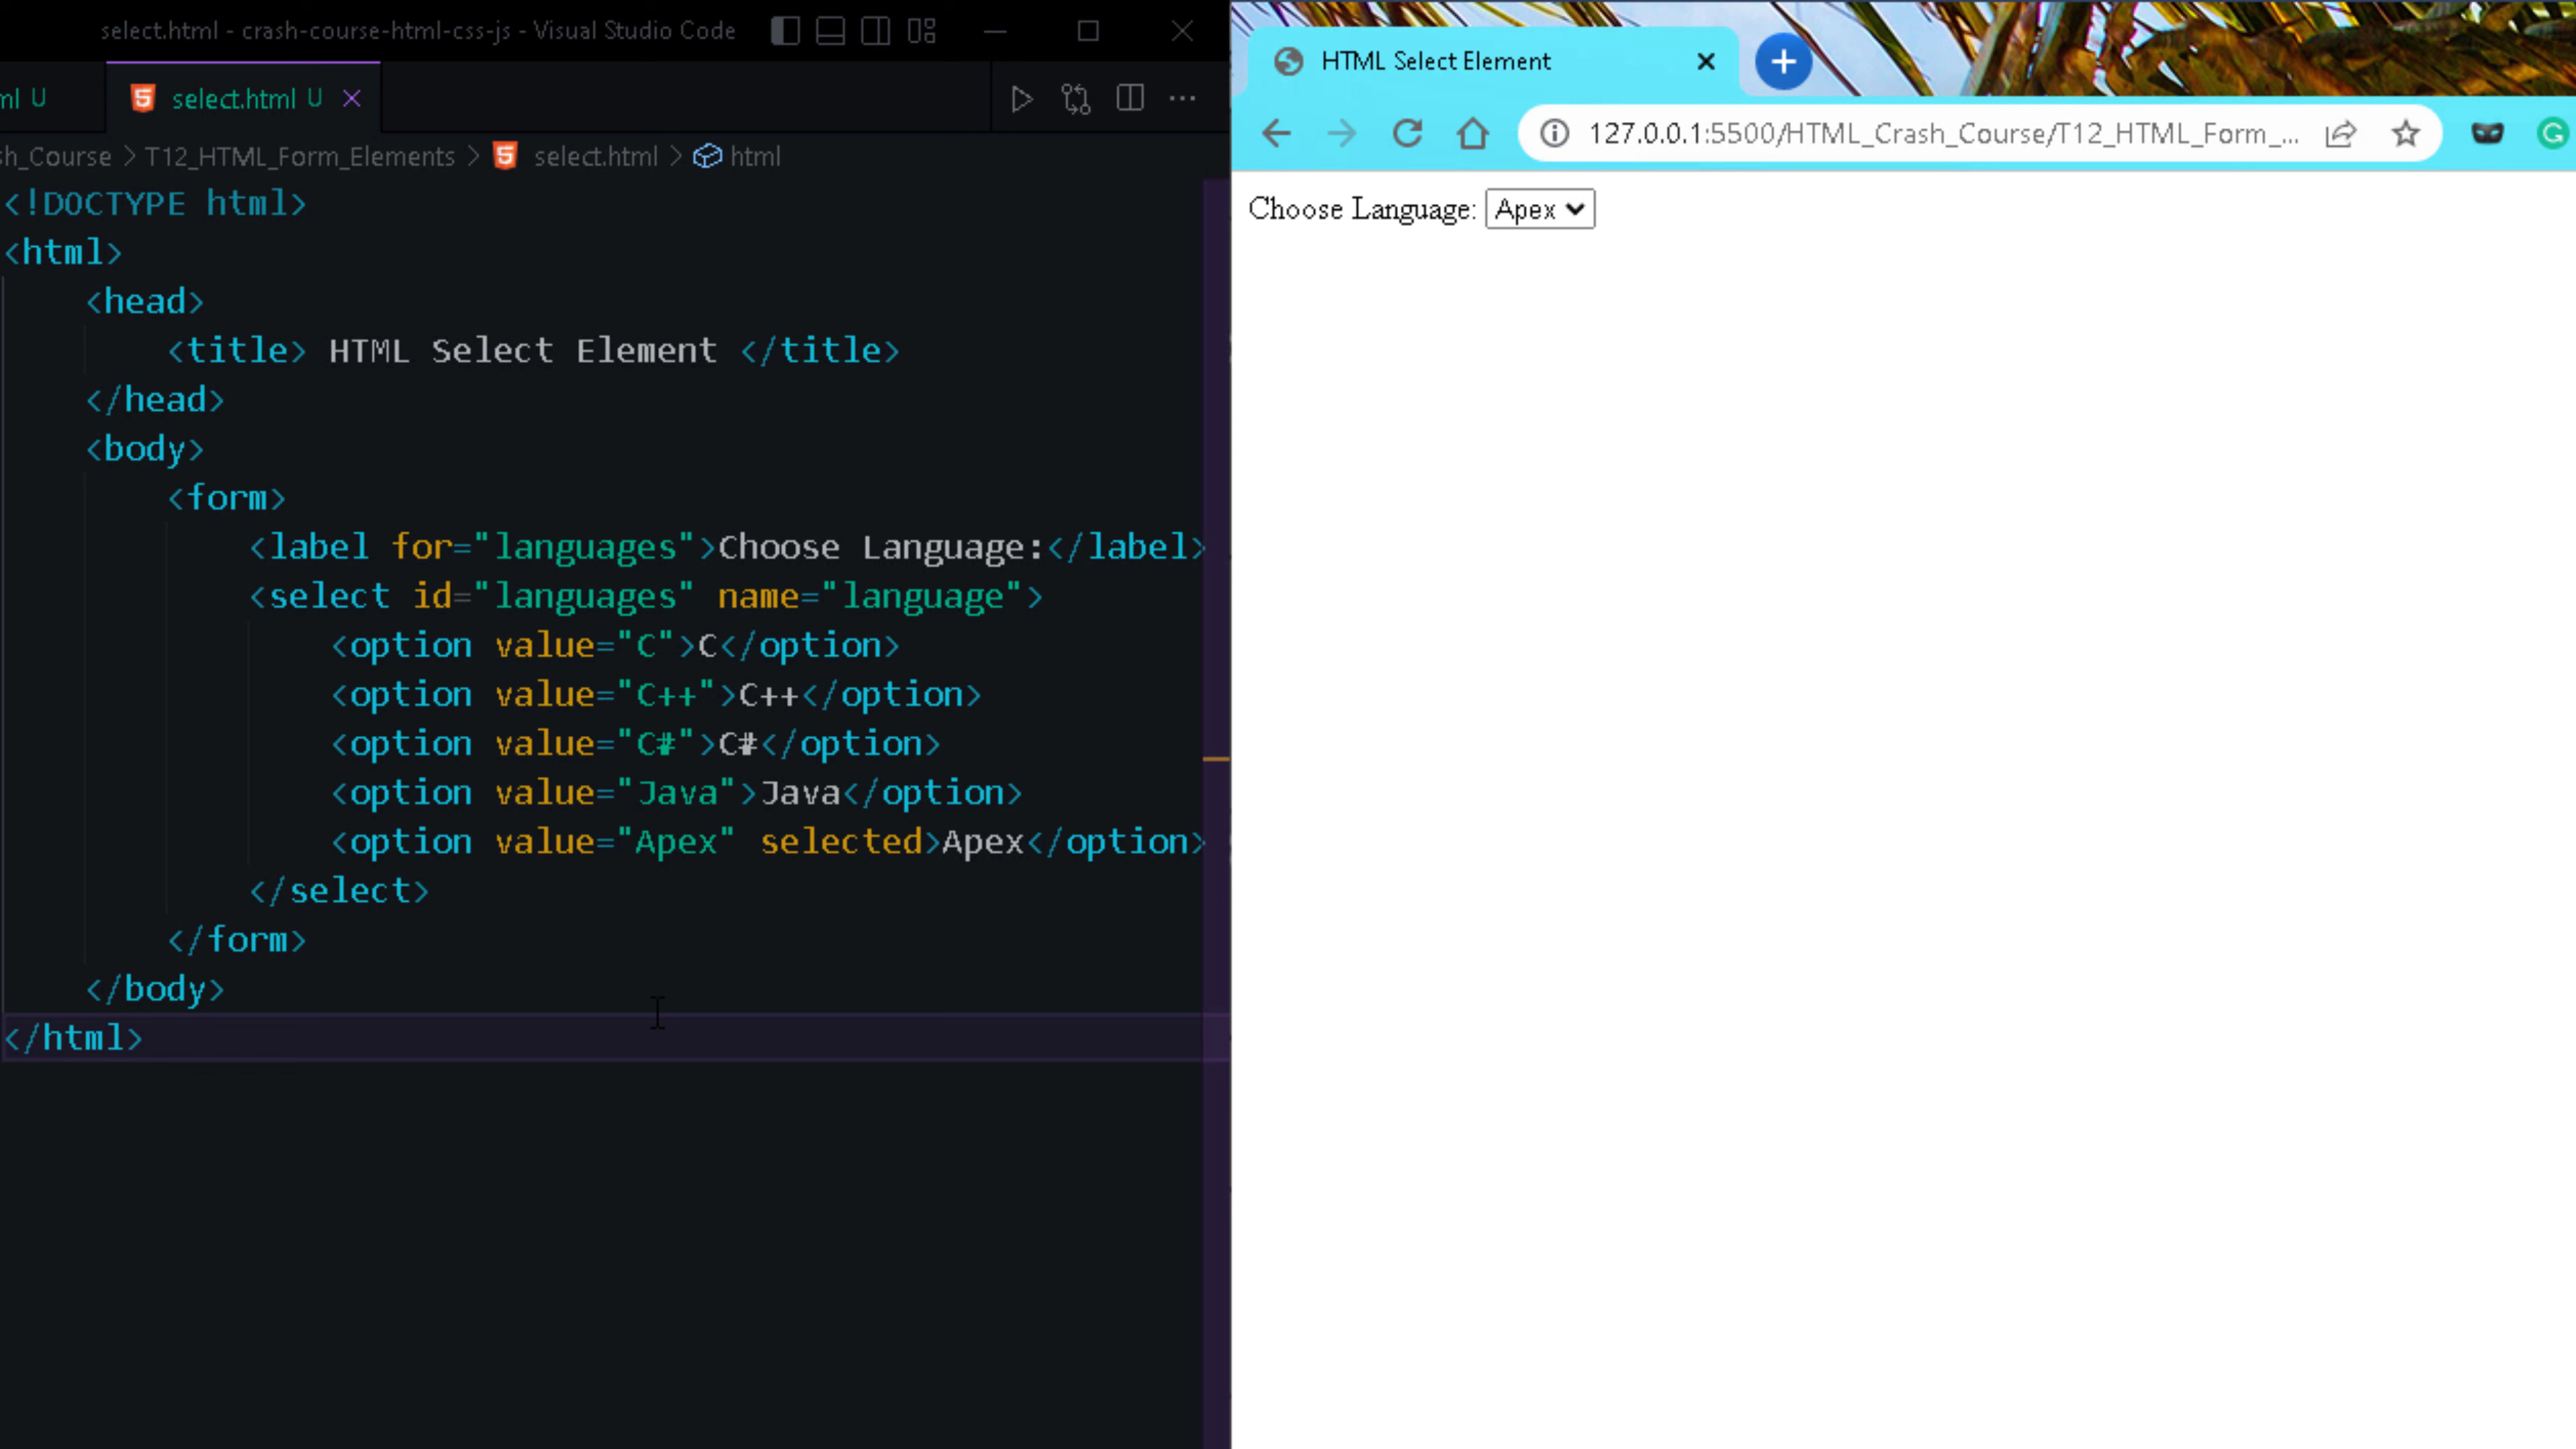 select.html - crash-course-html-css-js - Visual Studio Code
ml U
select.html U
sh_Course > T12_HTML_Form_Elements > select.html > html
<!DOCTYPE html>
<html>
<head>
<title> HTML Select Element </title>
</head>
<body>
<form>
<label for="languages">Choose Language:</label>
<select id="languages" name="language">
<option value="C">C</option>
<option value="C++">C++</option>
<option value="C#">C#</option>
<option value="Java">Java</option>
<option value="Apex" selected>Apex</option>
</select>
</form>
</body>
</html>
HTML Select Element
127.0.0.1:5500/HTML_Crash_Course/T12_HTML_Form_...
Choose Language: Apex